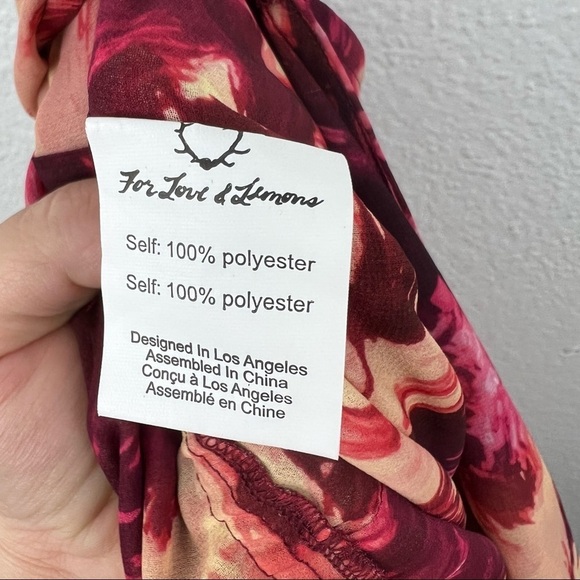 For Love & Lemons
Self: 100% polyester
Self: 100% polyester
Designed In Los Angeles
Assembled In China
Conçu à Los Angeles
Assemblé en Chine